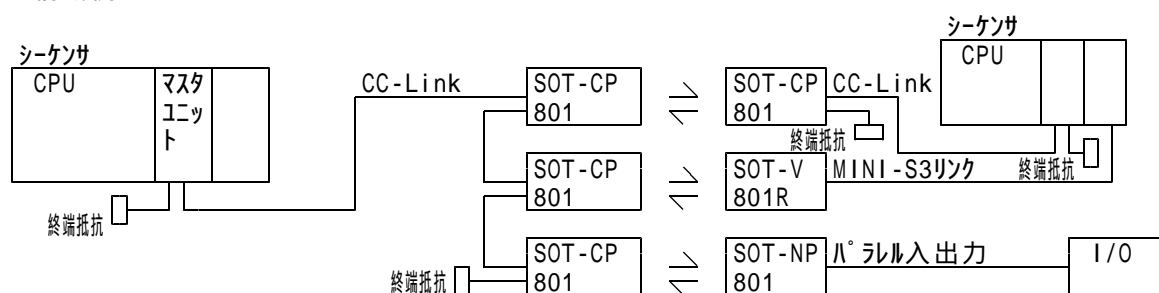 シーケンサ
CPU
マスタ
ユニッ
ト
終端抵抗
CC-Link
SOT-CP
801
SOT-CP
801
CC-Link
終端抵抗
シーケンサ
CPU
終端抵抗
SOT-CP
801
SOT-V
801R
MINI-S3リンク
終端抵抗
SOT-CP
801
SOT-NP
801
パラレル入出力
I/O